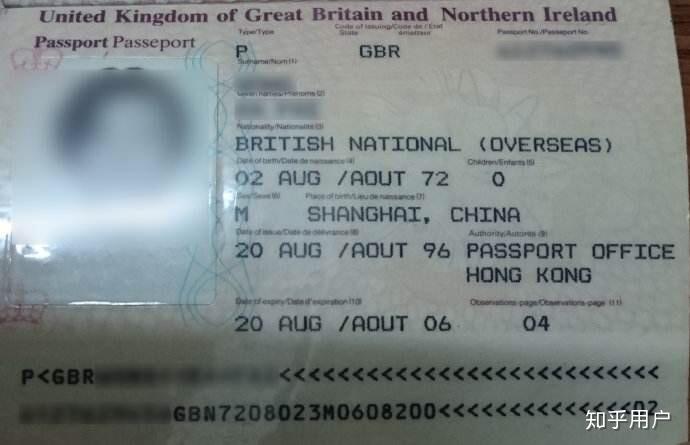 United Kingdom of Great Britain and Northern Ireland
Passport Passeport
Type/Type
Code of Issuing/Code de / Etat
State émetteur
Passport No./Passeport No.
P GBR
Surname/Nom (1)
Given names/Prénoms (2)
Nationality/Nationalité (3)
BRITISH NATIONAL (OVERSEAS)
Date of birth/Date de naissance (4) Children/Enfants (5)
02 AUG /AOUT 72 0
Sex/Sexe (6) Place of birth/Lieu de naissance (7)
M SHANGHAI, CHINA
Date of issue/Date de délivrance (8) Authority/Autorité (9)
20 AUG /AOUT 96 PASSPORT OFFICE
HONG KONG
Date of expiry/Date d'expiration (10) Observations-page/Observations-page (11)
20 AUG /AOUT 06 04
P<GBR <<<<<<<<<<<<<<<<<<<<<<<<<<<
GBN7208023M0608200<<<<<<<<<<<<<<02
知乎用户